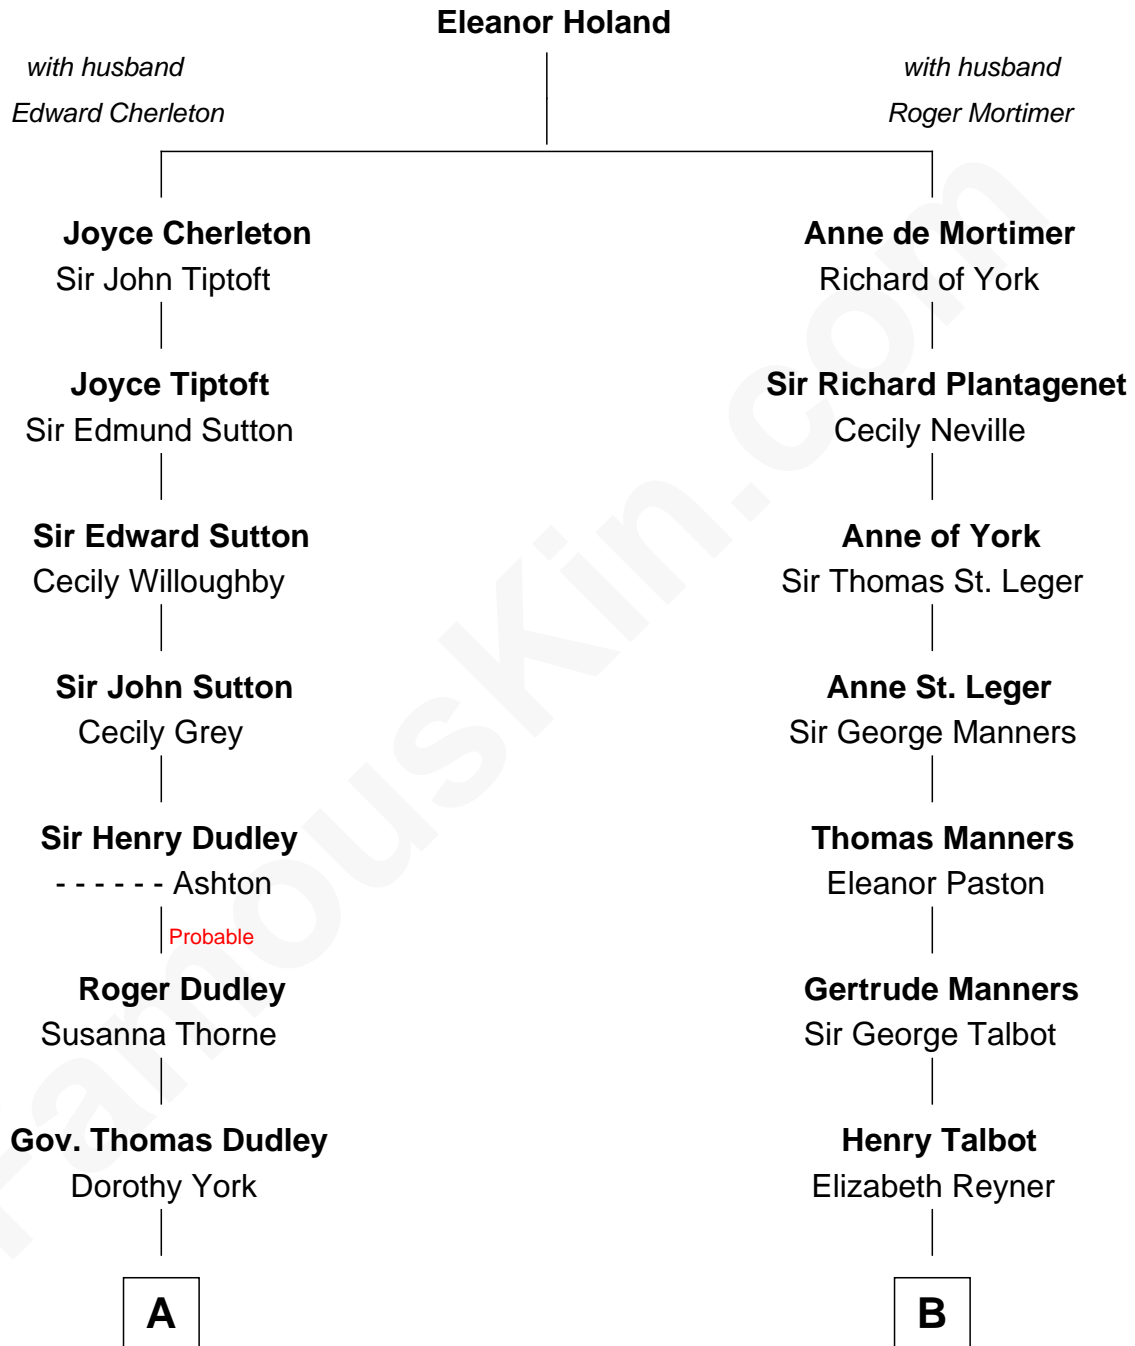 Eleanor Holand
with husband
Edward Cherleton
with husband
Roger Mortimer
Joyce Cherleton
Sir John Tiptoft
Anne de Mortimer
Richard of York
Joyce Tiptoft
Sir Edmund Sutton
Sir Richard Plantagenet
Cecily Neville
Sir Edward Sutton
Cecily Willoughby
Anne of York
Sir Thomas St. Leger
Sir John Sutton
Cecily Grey
Anne St. Leger
Sir George Manners
Sir Henry Dudley
- - - - - - Ashton
Thomas Manners
Eleanor Paston
Probable
Roger Dudley
Susanna Thorne
Gertrude Manners
Sir George Talbot
Gov. Thomas Dudley
Dorothy York
Henry Talbot
Elizabeth Reyner
A
B
FamousKin.com